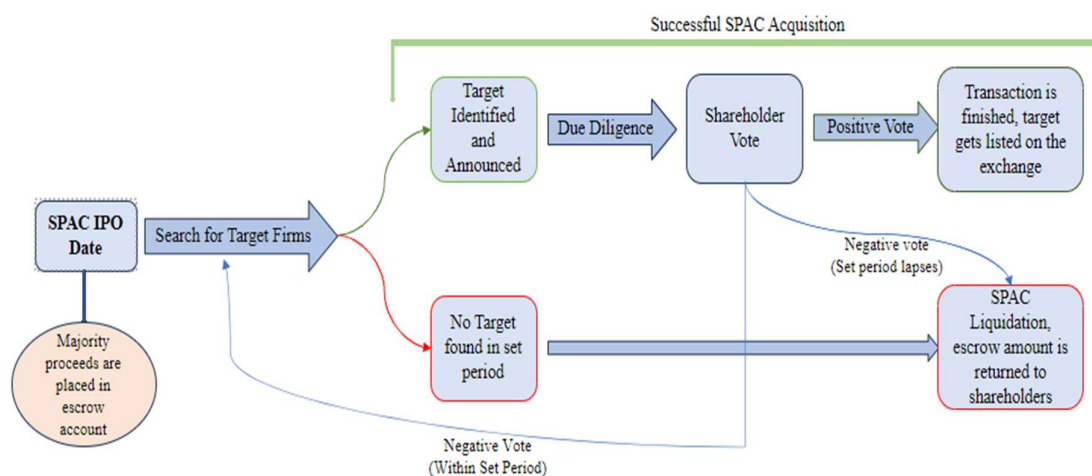 Successful SPAC Acquisition
Target
Identified
and
Announced
Due Diligence
Shareholder
Vote
Positive Vote
Transaction is
finished, target
gets listed on the
exchange
SPAC IPO
Date
Search for Target Firms
Negative vote
(Set period lapses)
Majority
proceeds are
placed in
escrow
account
No Target
found in set
period
SPAC
Liquidation,
escrow amount is
returned to
shareholders
Negative Vote
(Within Set Period)